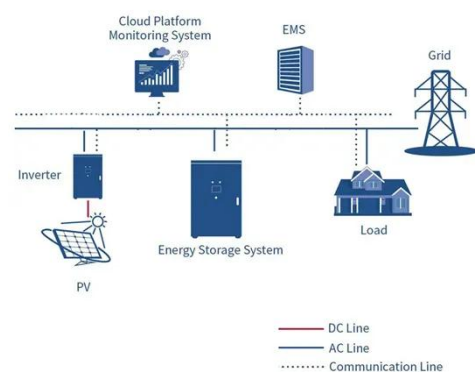 Cloud Platform
Monitoring System
EMS
Grid
Inverter
Energy Storage System
Load
PV
DC Line
AC Line
Communication Line